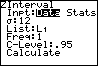 ZInterval
Inpt:Data Stats
σ:12
List:L₁
Freq:1
C-Level:.95
Calculate